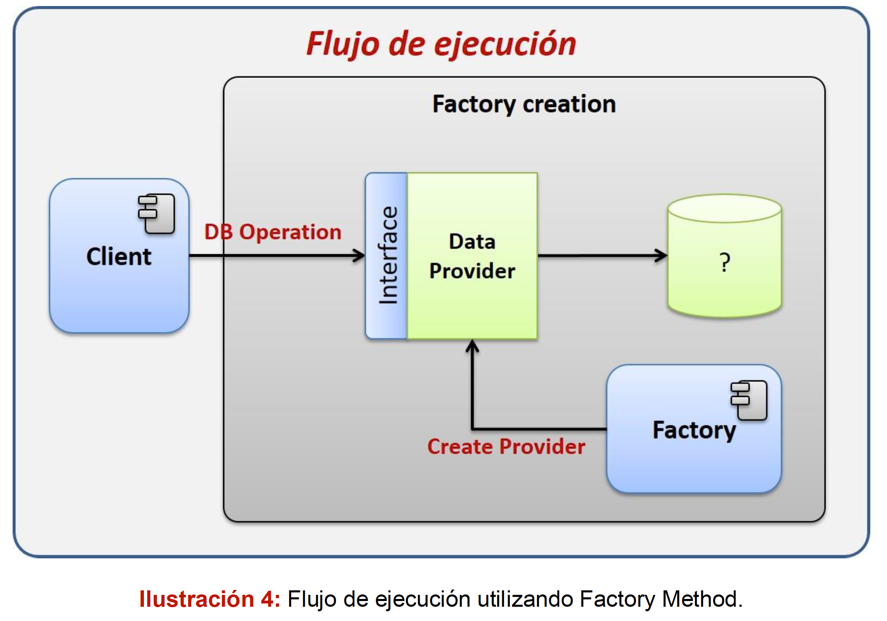 Flujo de ejecución
Factory creation
Client
DB Operation
Interface
Data
Provider
?
Factory
Create Provider
Ilustración 4: Flujo de ejecución utilizando Factory Method.